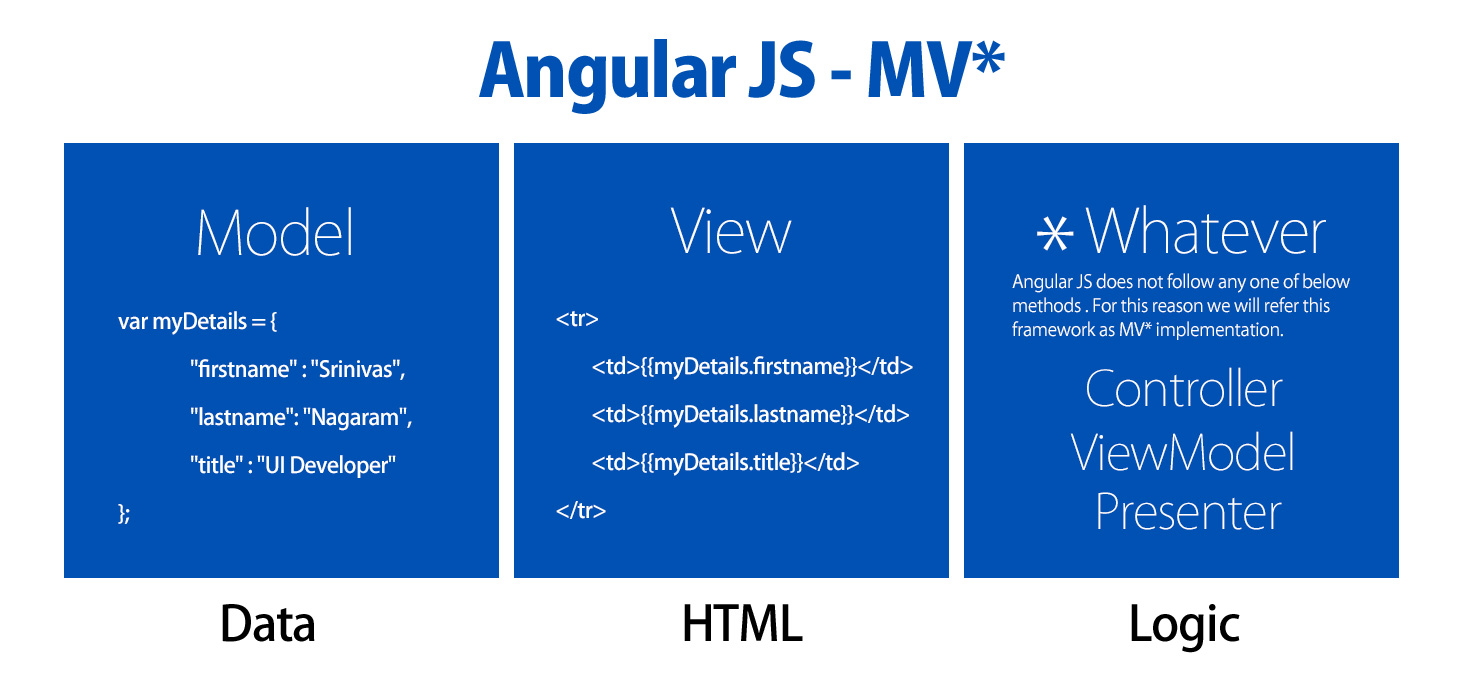 Angular JS - MV*
Model
var myDetails = {
"firstname" : "Srinivas",
"lastname": "Nagaram",
"title" : "UI Developer"
};
Data
View
<tr>
<td>{{myDetails.firstname}}</td>
<td>{{myDetails.lastname}}</td>
<td>{{myDetails.title}}</td>
</tr>
HTML
* Whatever
Angular JS does not follow any one of below
methods . For this reason we will refer this
framework as MV* implementation.
Controller
ViewModel
Presenter
Logic